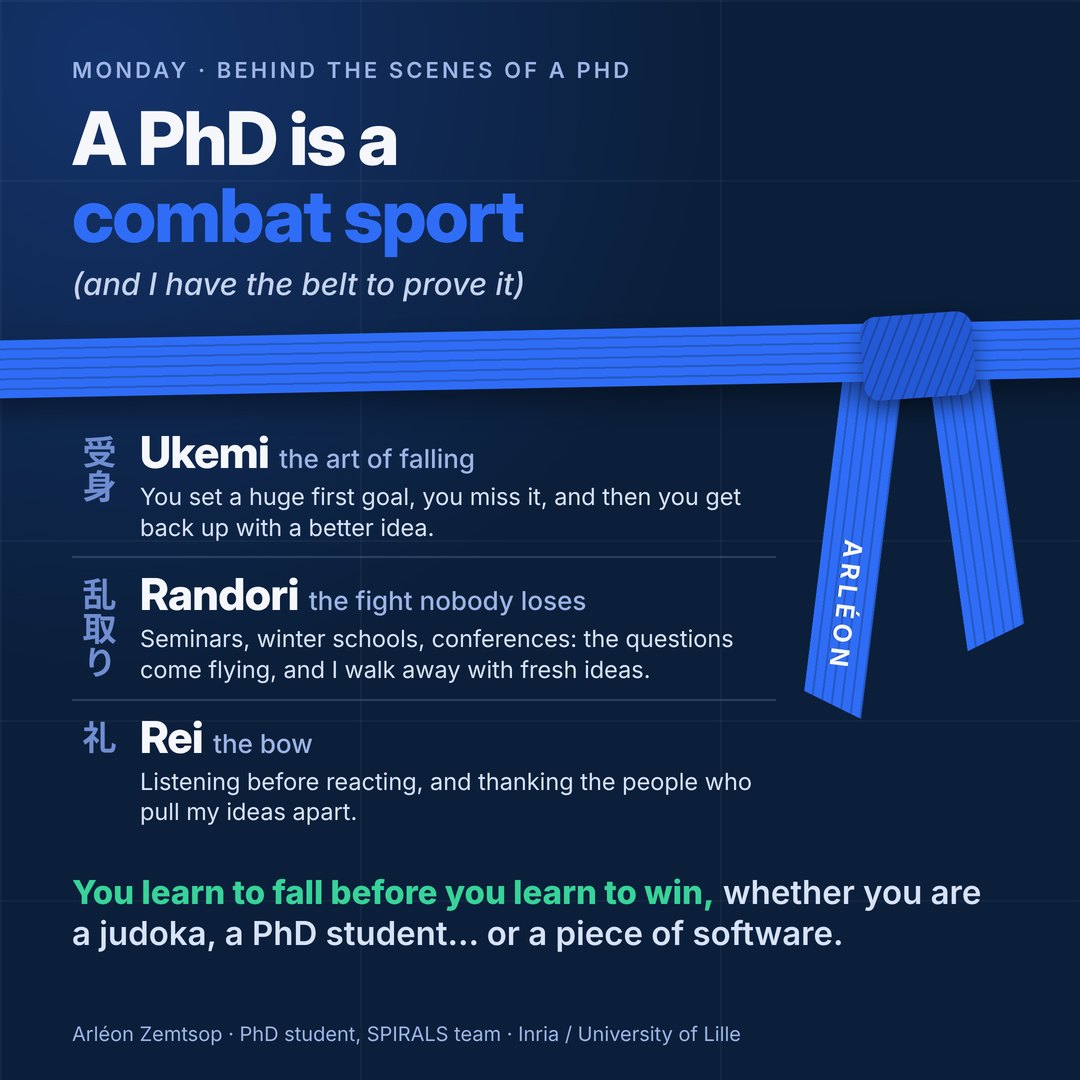 MONDAY · BEHIND THE SCENES OF A PHD
A PhD is a
combat sport
(and I have the belt to prove it)
受身
Ukemi the art of falling
You set a huge first goal, you miss it, and then you get
back up with a better idea.
乱取り
Randori the fight nobody loses
Seminars, winter schools, conferences: the questions
come flying, and I walk away with fresh ideas.
礼
Rei the bow
Listening before reacting, and thanking the people who
pull my ideas apart.
ARLÉON
You learn to fall before you learn to win, whether you are
a judoka, a PhD student... or a piece of software.
Arléon Zemtsop · PhD student, SPIRALS team · Inria / University of Lille